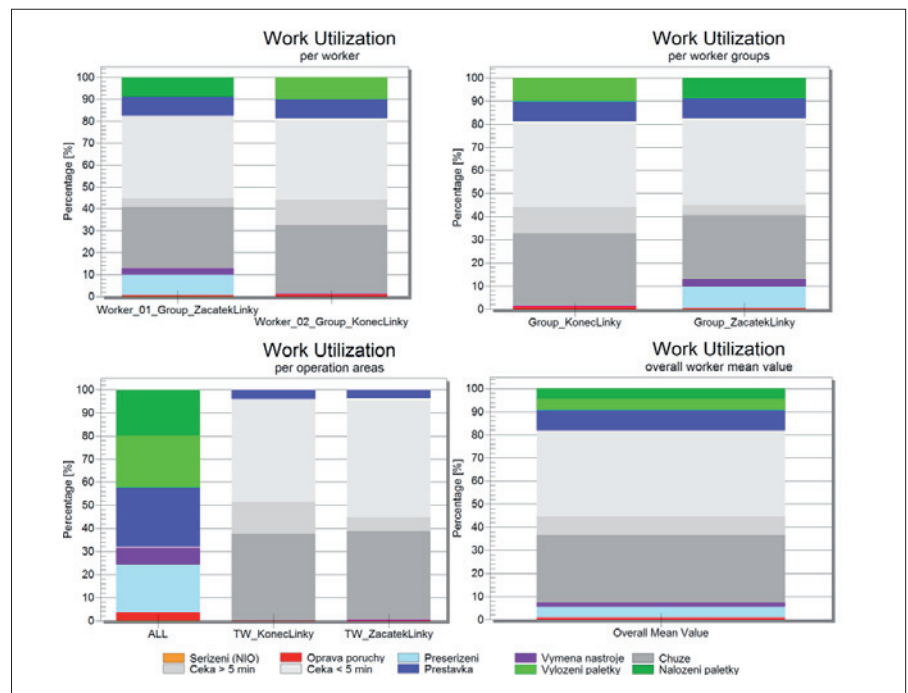 Work Utilization
per worker
Percentage [%]
100
90
80
70
60
50
40
30
20
10
0
Worker_01_Group_ZacatekLinky
Worker_02_Group_KonecLinky
Work Utilization
per worker groups
Percentage [%]
100
90
80
70
60
50
40
30
20
10
0
Group_KonecLinky
Group_ZacatekLinky
Work Utilization
per operation areas
Percentage [%]
100
90
80
70
60
50
40
30
20
10
0
ALL
TW_KonecLinky
TW_ZacatekLinky
Work Utilization
overall worker mean value
Percentage [%]
100
90
80
70
60
50
40
30
20
10
0
Overall Mean Value
Serizeni (NIO)
Oprava poruchy
Preserizeni
Vymena nastroje
Chuze
Ceka > 5 min
Ceka < 5 min
Prestavka
Vylozeni paletky
Nalozeni paletky